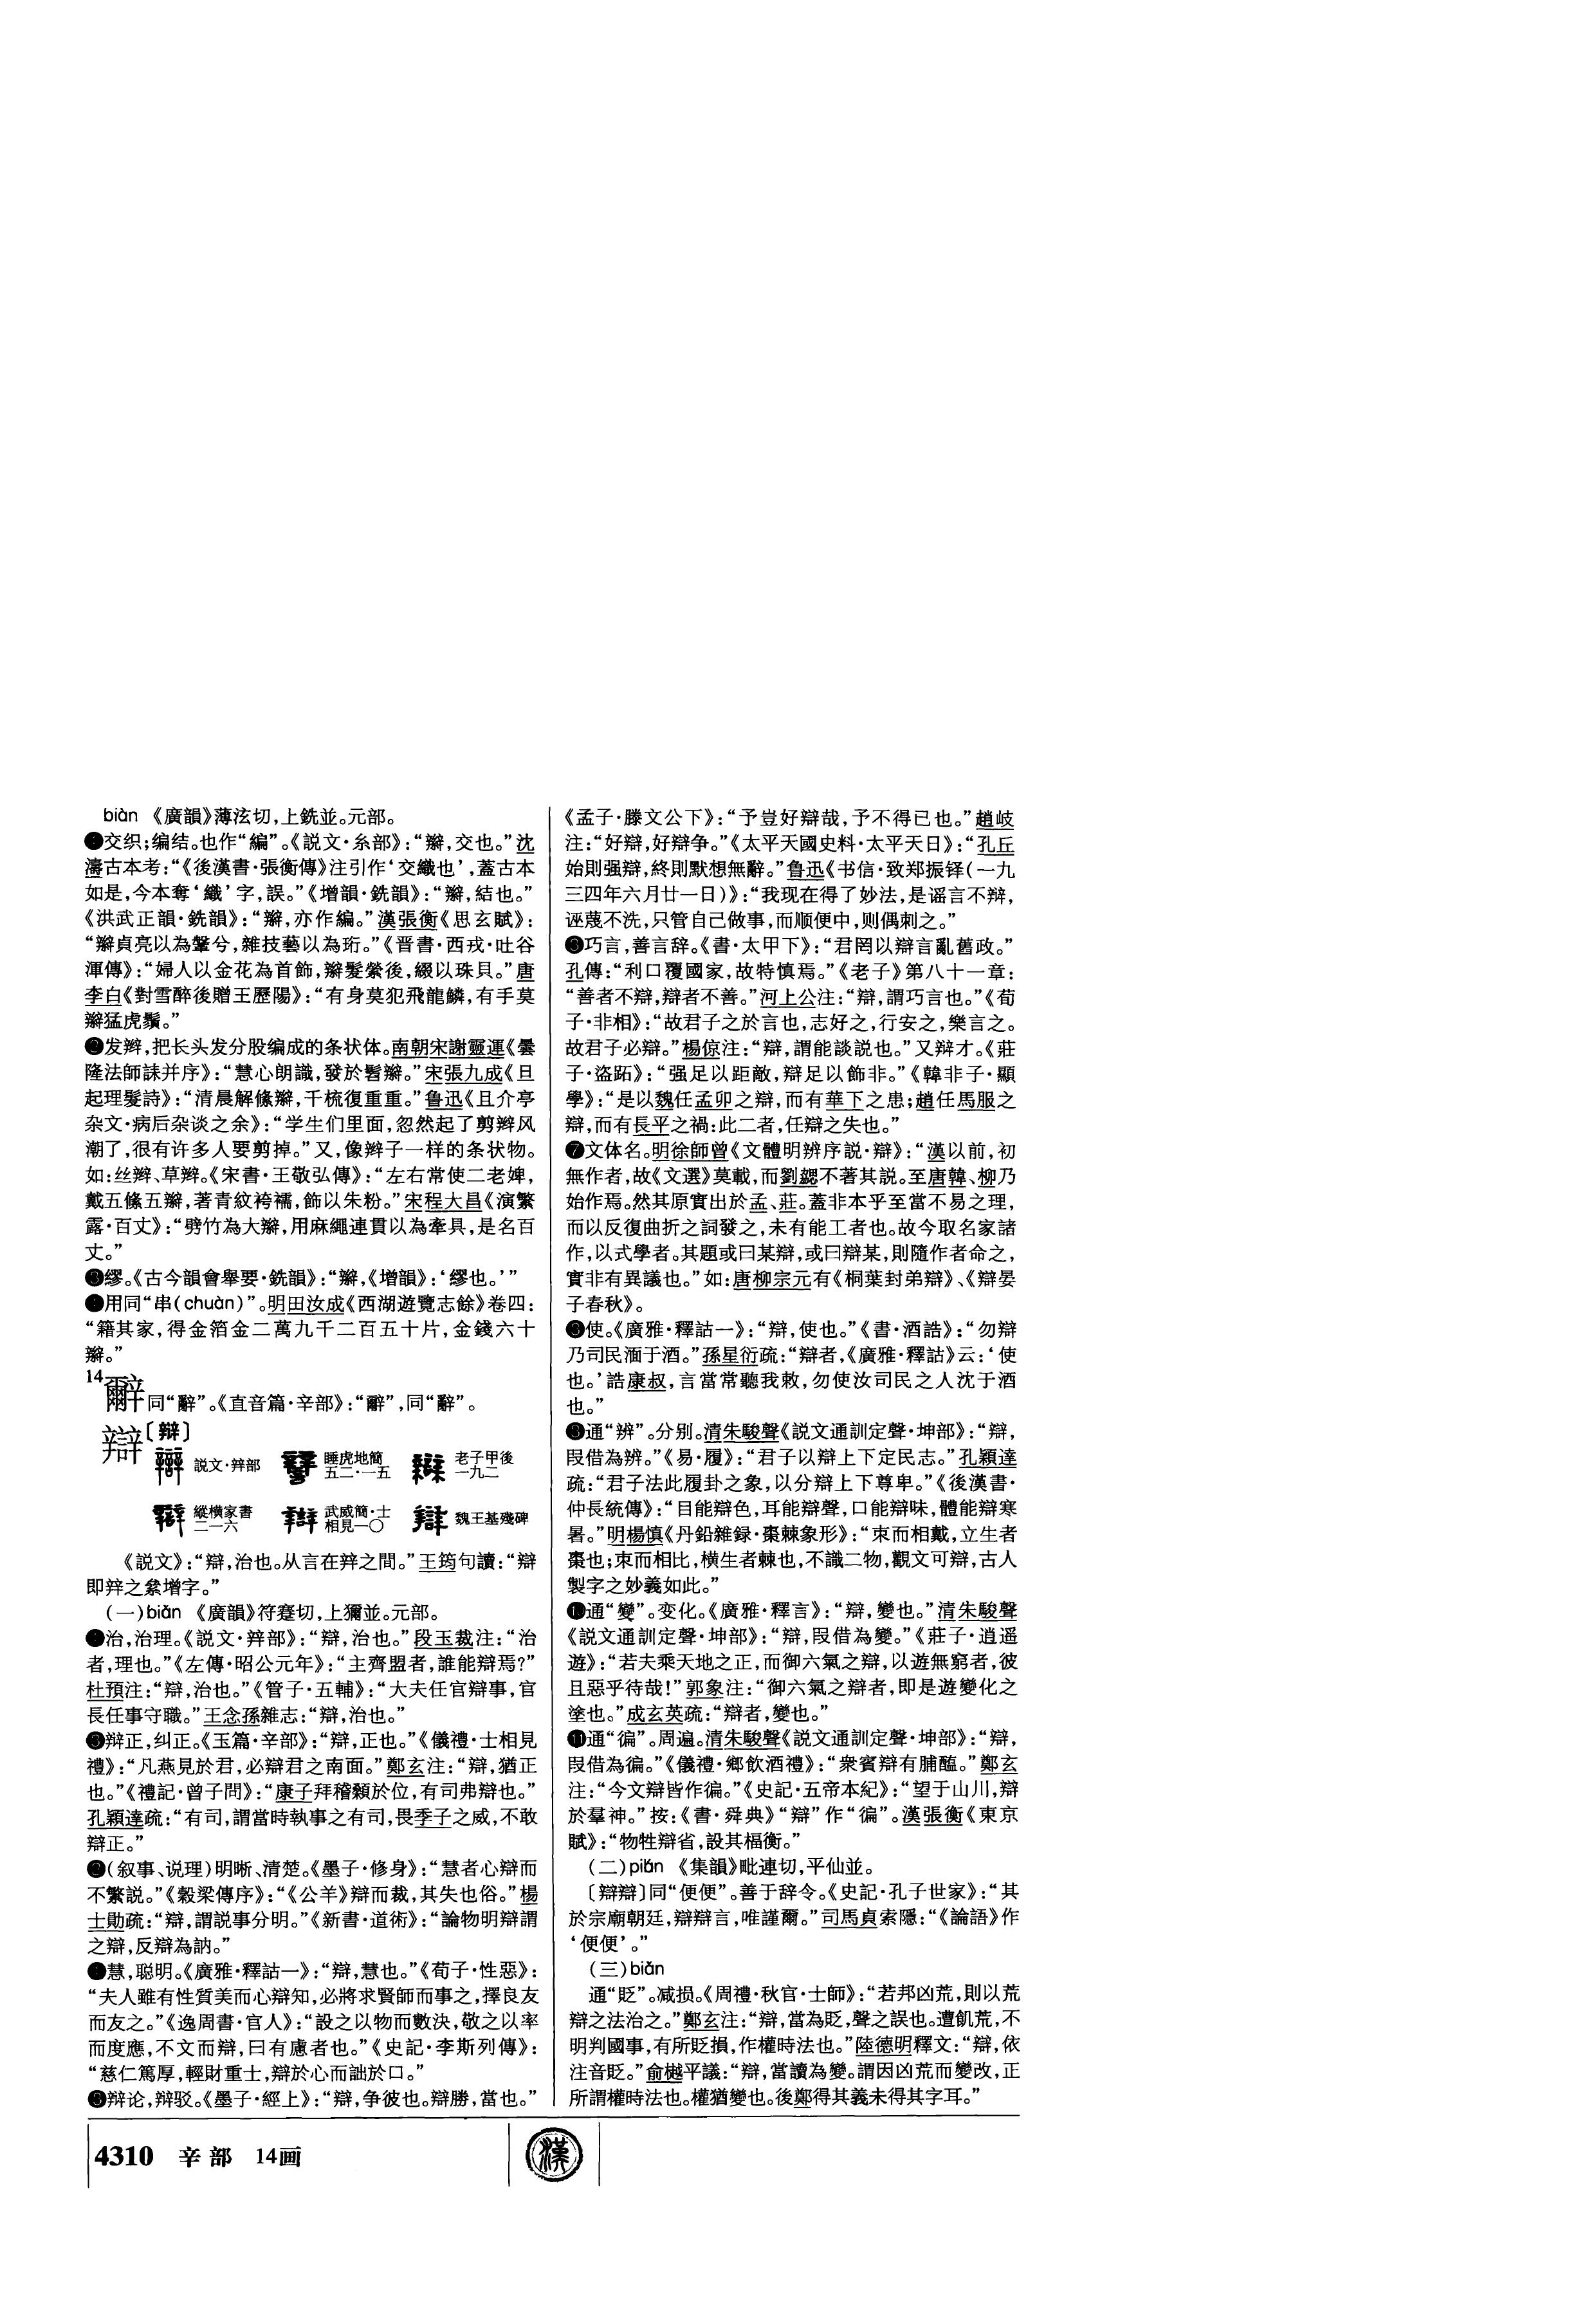 biàn 《廣韻》薄泫切，上銑並。元部。
❶交织；编结。也作“編”。《説文·糸部》：“辮，交也。”沈
濤古本考：“《後漢書·張衡傳》注引作‘交織也’，蓋古本
如是，今本奪‘織’字，誤。”《增韻·銑韻》：“辮，結也。”
《洪武正韻·銑韻》：“辮，亦作編。”漢張衡《思玄賦》：
“辮貞亮以為鞶兮，雜技藝以為珩。”《晋書·西戎·吐谷
渾傳》：“婦人以金花為首飾，辮髮縈後，綴以珠貝。”唐
李白《對雪醉後贈王歷陽》：“有身莫犯飛龍鱗，有手莫
辮猛虎鬚。”
❷发辫，把长头发分股编成的条状体。南朝宋謝靈運《曇
隆法師誄并序》：“慧心朗識，發於髫辮。”宋張九成《旦
起理髮詩》：“清晨解絛辮，千梳復重重。”鲁迅《且介亭
杂文·病后杂谈之余》：“学生们里面，忽然起了剪辫风
潮了，很有许多人要剪掉。”又，像辫子一样的条状物。
如：丝辫、草辫。《宋書·王敬弘傳》：“左右常使二老婢，
戴五絛五辮，著青紋袴襦，飾以朱粉。”宋程大昌《演繁
露·百丈》：“劈竹為大辮，用麻繩連貫以為牽具，是名百
丈。”
❸繆。《古今韻會舉要·銑韻》：“辮，《增韻》：‘繆也。’”
❹用同“串（chuàn）”。明田汝成《西湖遊覽志餘》卷四：
“籍其家，得金箔金二萬九千二百五十片，金錢六十
辮。”
14
同“辭”。《直音篇·辛部》：“”，同“辭”。
辯〔辩〕
説文·辡部 睡虎地簡五二·一五 老子甲後一九二
縱横家書二一六 武威簡·士相見一〇 魏王基殘碑
《説文》：“辯，治也。从言在辡之間。”王筠句讀：“辯
即辡之絫增字。”
（一）biǎn 《廣韻》符蹇切，上獮並。元部。
❶治，治理。《説文·辡部》：“辯，治也。”段玉裁注：“治
者，理也。”《左傳·昭公元年》：“主齊盟者，誰能辯焉？”
杜預注：“辯，治也。”《管子·五輔》：“大夫任官辯事，官
長任事守職。”王念孫雜志：“辯，治也。”
❷辩正，纠正。《玉篇·辛部》：“辯，正也。”《儀禮·士相見
禮》：“凡燕見於君，必辯君之南面。”鄭玄注：“辯，猶正
也。”《禮記·曾子問》：“康子拜稽顙於位，有司弗辯也。”
孔穎達疏：“有司，謂當時執事之有司，畏季子之威，不敢
辯正。”
❸（叙事、说理）明晰、清楚。《墨子·修身》：“慧者心辯而
不繁説。”《穀梁傳序》：“《公羊》辯而裁，其失也俗。”楊
士勛疏：“辯，謂説事分明。”《新書·道術》：“論物明辯謂
之辯，反辯為訥。”
❹慧，聪明。《廣雅·釋詁一》：“辯，慧也。”《荀子·性惡》：
“夫人雖有性質美而心辯知，必將求賢師而事之，擇良友
而友之。”《逸周書·官人》：“設之以物而數決，敬之以率
而度應，不文而辯，曰有慮者也。”《史記·李斯列傳》：
“慈仁篤厚，輕財重士，辯於心而詘於口。”
❺辩论，辩驳。《墨子·經上》：“辯，争彼也。辯勝，當也。”
《孟子·滕文公下》：“予豈好辯哉，予不得已也。”趙岐
注：“好辯，好辯争。”《太平天國史料·太平天日》：“孔丘
始則强辯，終則默想無辭。”鲁迅《书信·致郑振铎（一九
三四年六月廿一日）》：“我现在得了妙法，是谣言不辩，
诬蔑不洗，只管自己做事，而顺便中，则偶刺之。”
❻巧言，善言辞。《書·太甲下》：“君罔以辯言亂舊政。”
孔傳：“利口覆國家，故特慎焉。”《老子》第八十一章：
“善者不辯，辯者不善。”河上公注：“辯，謂巧言也。”《荀
子·非相》：“故君子之於言也，志好之，行安之，樂言之。
故君子必辯。”楊倞注：“辯，謂能談説也。”又辩才。《莊
子·盗跖》：“强足以距敵，辯足以飾非。”《韓非子·顯
學》：“是以魏任孟卯之辯，而有華下之患；趙任馬服之
辯，而有長平之禍：此二者，任辯之失也。”
❼文体名。明徐師曾《文體明辨序説·辯》：“漢以前，初
無作者，故《文選》莫載，而劉勰不著其説。至唐韓、柳乃
始作焉。然其原實出於孟、莊。蓋非本乎至當不易之理，
而以反復曲折之詞發之，未有能工者也。故今取名家諸
作，以式學者。其題或曰某辯，或曰辯某，則隨作者命之，
實非有異議也。”如：唐柳宗元有《桐葉封弟辯》、《辯晏
子春秋》。
❽使。《廣雅·釋詁一》：“辯，使也。”《書·酒誥》：“勿辯
乃司民湎于酒。”孫星衍疏：“辯者，《廣雅·釋詁》云：‘使
也。’誥康叔，言當常聽我敕，勿使汝司民之人沈于酒
也。”
❾通“辨”。分别。清朱駿聲《説文通訓定聲·坤部》：“辯，
叚借為辨。”《易·履》：“君子以辯上下定民志。”孔穎達
疏：“君子法此履卦之象，以分辯上下尊卑。”《後漢書·
仲長統傳》：“目能辯色，耳能辯聲，口能辯味，體能辯寒
暑。”明楊慎《丹鉛雜録·棗棘象形》：“朿而相戴，立生者
棗也；朿而相比，横生者棘也，不識二物，觀文可辯，古人
製字之妙義如此。”
❿通“變”。变化。《廣雅·釋言》：“辯，變也。”清朱駿聲
《説文通訓定聲·坤部》：“辯，叚借為變。”《莊子·逍遥
遊》：“若夫乘天地之正，而御六氣之辯，以遊無窮者，彼
且惡乎待哉！”郭象注：“御六氣之辯者，即是遊變化之
塗也。”成玄英疏：“辯者，變也。”
⓫通“徧”。周遍。清朱駿聲《説文通訓定聲·坤部》：“辯，
叚借為徧。”《儀禮·鄉飲酒禮》：“衆賓辯有脯醢。”鄭玄
注：“今文辯皆作徧。”《史記·五帝本紀》：“望于山川，辯
於羣神。”按：《書·舜典》“辯”作“徧”。漢張衡《東京
賦》：“物牲辯省，設其楅衡。”
（二）pián 《集韻》毗連切，平仙並。
〔辯辯〕同“便便”。善于辞令。《史記·孔子世家》：“其
於宗廟朝廷，辯辯言，唯謹爾。”司馬貞索隱：“《論語》作
‘便便’。”
（三）biǎn
通“貶”。减损。《周禮·秋官·士師》：“若邦凶荒，則以荒
辯之法治之。”鄭玄注：“辯，當為貶，聲之誤也。遭飢荒，不
明判國事，有所貶損，作權時法也。”陸德明釋文：“辯，依
注音貶。”俞樾平議：“辯，當讀為變。謂因凶荒而變改，正
所謂權時法也。權猶變也。後鄭得其義未得其字耳。”
4310 辛部 14画
漢